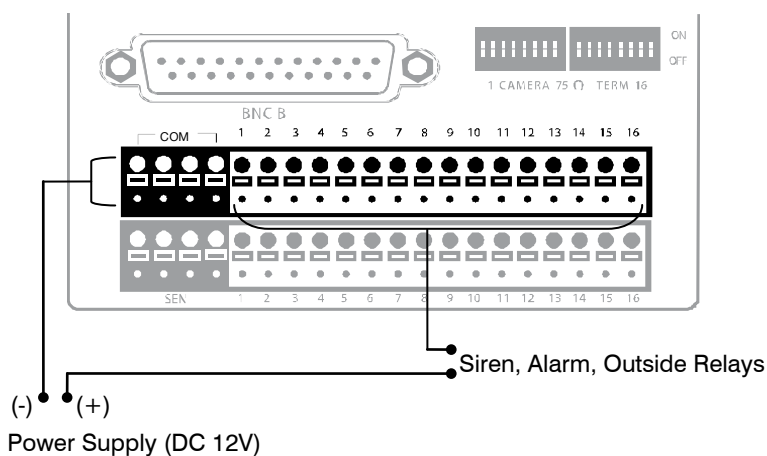 ON
OFF
1 CAMERA 75 Ω TERM 16
BNC B
COM 1 2 3 4 5 6 7 8 9 10 11 12 13 14 15 16
SEN 1 2 3 4 5 6 7 8 9 10 11 12 13 14 15 16
Siren, Alarm, Outside Relays
(-) (+)
Power Supply (DC 12V)